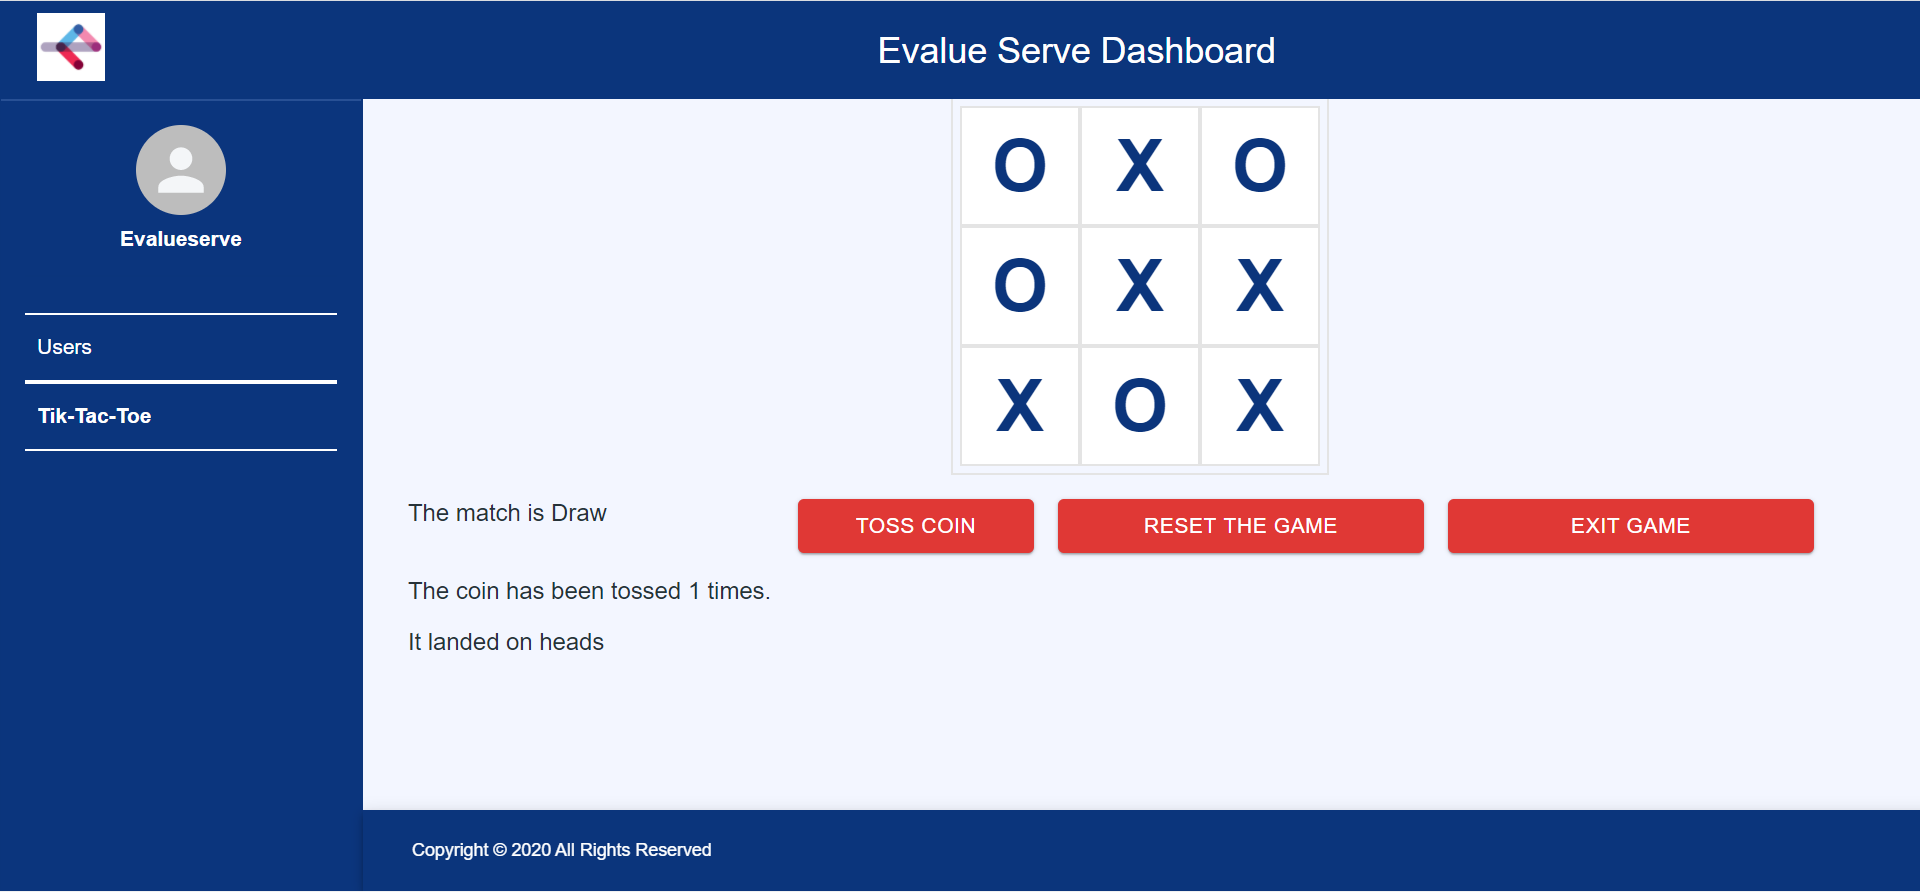 Evalue Serve Dashboard
Evalueserve
Users
Tik-Tac-Toe
O X O
O X X
X O X
The match is Draw
TOSS COIN
RESET THE GAME
EXIT GAME
The coin has been tossed 1 times.
It landed on heads
Copyright © 2020 All Rights Reserved